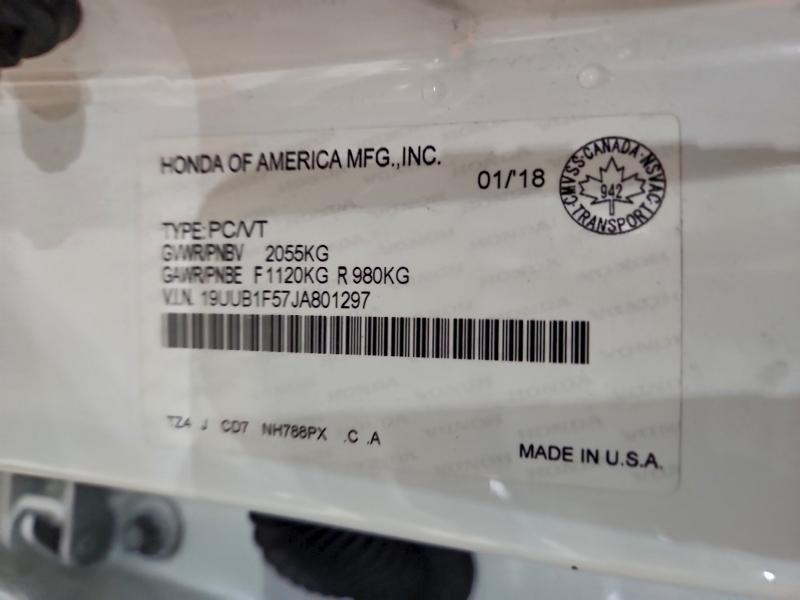 HONDA OF AMERICA MFG.,INC.
01/'18
CMVSS·CANADA·NSVAC
942
TRANSPORT
TYPE:PC/VT
GVWR/PNBV 2055KG
GAWR/PNBE F1120KG R980KG
V.I.N. 19UUB1F57JA801297
TZ4 J CD7 NH788PX .C .A
MADE IN U.S.A.